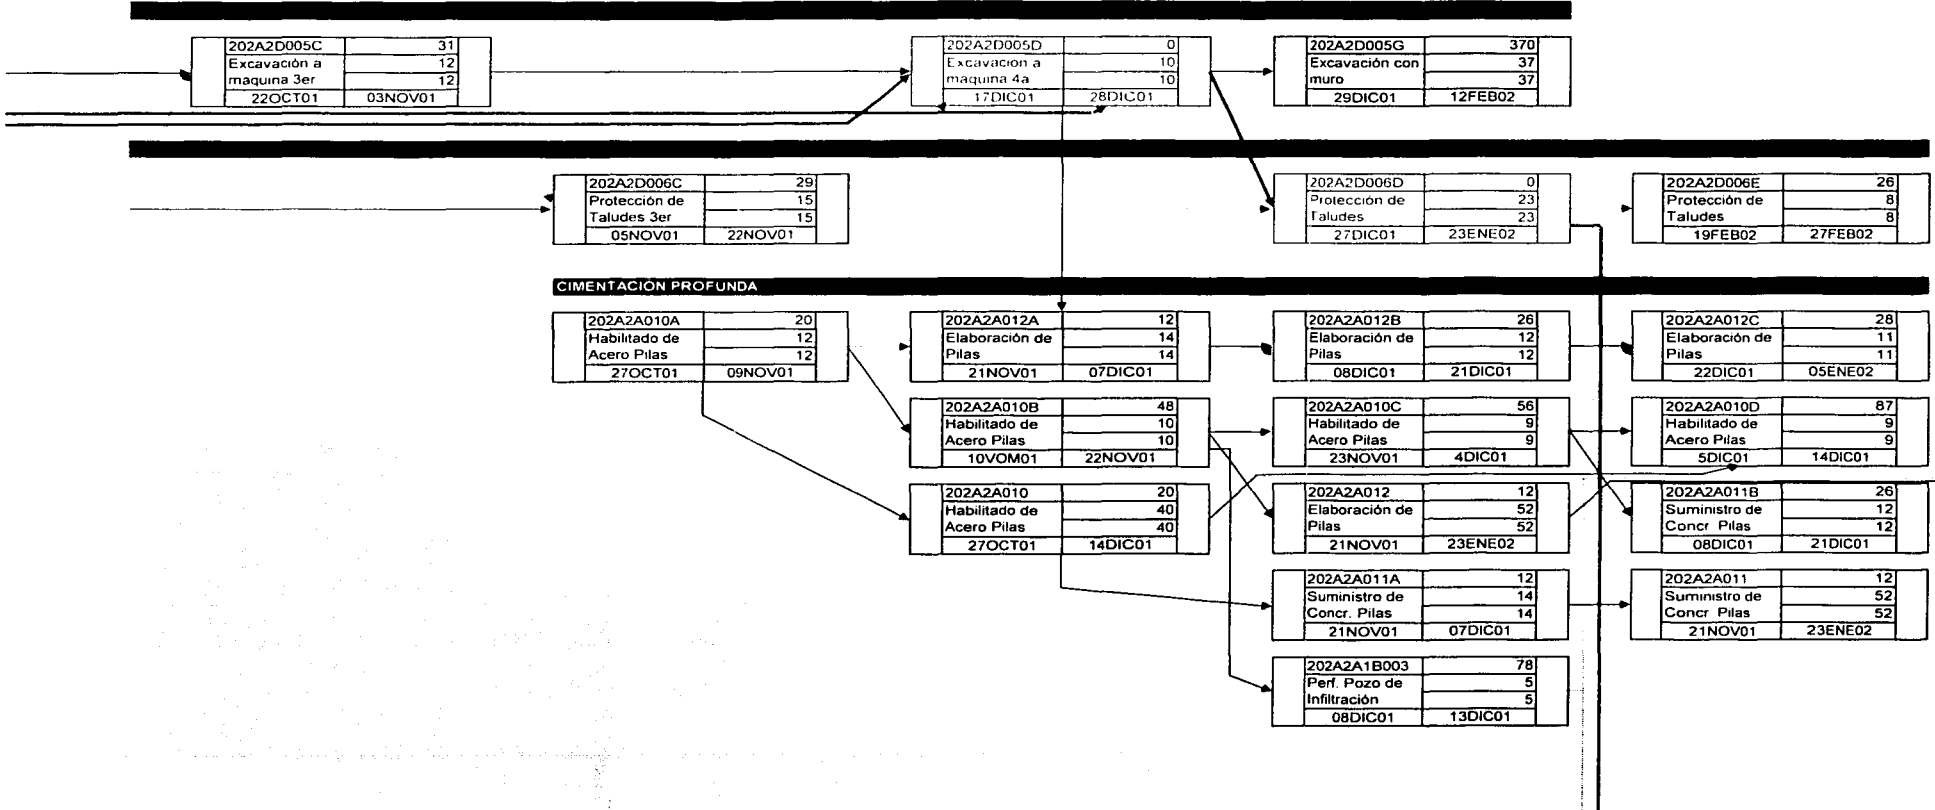 202A2D005C 31
Excavación a 12
maquina 3er 12
22OCT01 03NOV01
202A2D005D 0
Excavacion a 10
maquina 4a 10
17DIC01 28DIC01
202A2D005G 370
Excavación con 37
muro 37
29DIC01 12FEB02
202A2D006C 29
Protección de 15
Taludes 3er 15
05NOV01 22NOV01
202A2D006D 0
Protección de 23
Taludes 23
27DIC01 23ENE02
202A2D006E 26
Protección de 8
Taludes 8
19FEB02 27FEB02
CIMENTACION PROFUNDA
202A2A010A 20
Habilitado de 12
Acero Pilas 12
27OCT01 09NOV01
202A2A012A 12
Elaboración de 14
Pilas 14
21NOV01 07DIC01
202A2A012B 26
Elaboración de 12
Pilas 12
08DIC01 21DIC01
202A2A012C 28
Elaboración de 11
Pilas 11
22DIC01 05ENE02
202A2A010B 48
Habilitado de 10
Acero Pilas 10
10VOM01 22NOV01
202A2A010C 56
Habilitado de 9
Acero Pilas 9
23NOV01 4DIC01
202A2A010D 87
Habilitado de 9
Acero Pilas 9
5DIC01 14DIC01
202A2A010 20
Habilitado de 40
Acero Pilas 40
27OCT01 14DIC01
202A2A012 12
Elaboración de 52
Pilas 52
21NOV01 23ENE02
202A2A011B 26
Suministro de 12
Concr Pilas 12
08DIC01 21DIC01
202A2A011A 12
Suministro de 14
Concr. Pilas 14
21NOV01 07DIC01
202A2A011 12
Suministro de 52
Concr Pilas 52
21NOV01 23ENE02
202A2A1B003 78
Perf. Pozo de 5
Infiltración 5
08DIC01 13DIC01